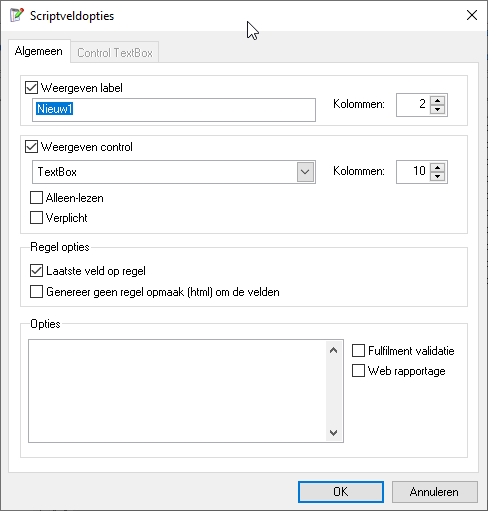 Scriptveldopties
Algemeen
Control TextBox
Weergeven label
Nieuw1
Kolommen:
2
Weergeven control
TextBox
Kolommen:
10
Alleen-lezen
Verplicht
Regel opties
Laatste veld op regel
Genereer geen regel opmaak (html) om de velden
Opties
Fulfilment validatie
Web rapportage
OK
Annuleren